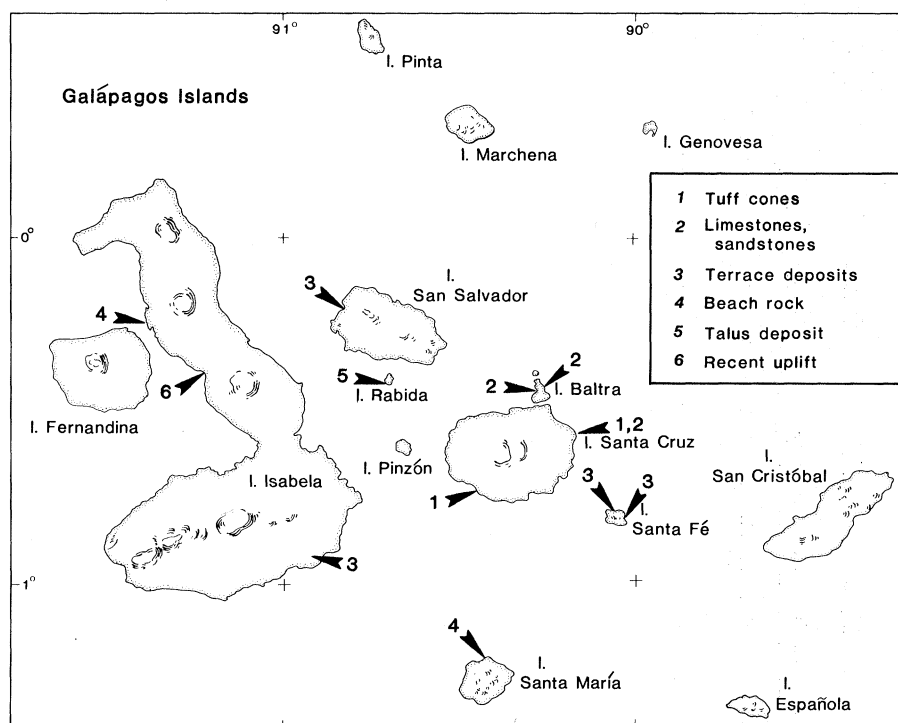 91°
90°
I. Pinta
Galápagos Islands
I. Marchena
I. Genovesa
1 Tuff cones
2 Limestones,
sandstones
3 Terrace deposits
4 Beach rock
5 Talus deposit
6 Recent uplift
0°
I.
San Salvador
3
4
5
I. Rabida
2
2
I. Baltra
6
I. Fernandina
1,2
I. Santa Cruz
I. Pinzón
I. Isabela
1
3
3
I.
Santa Fé
I.
San Cristóbal
3
1°
4
I.
Santa María
I.
Española